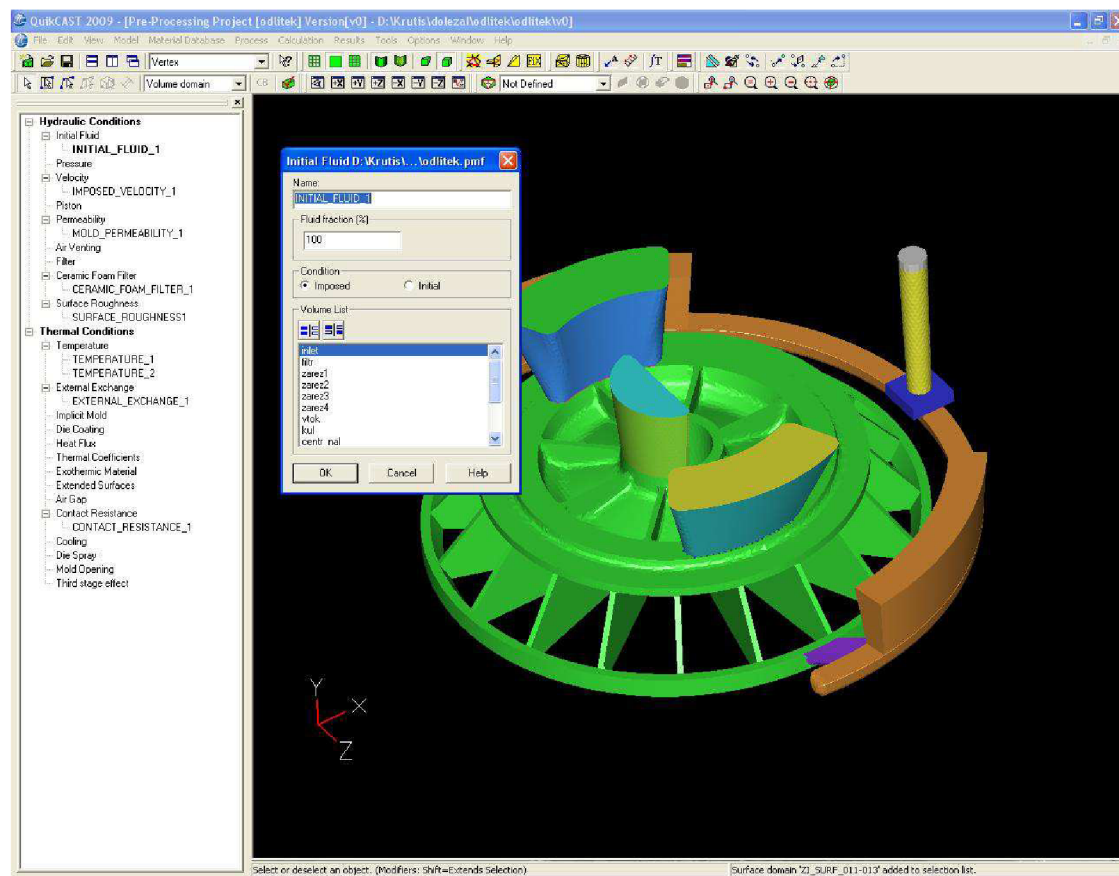 QuikCAST 2009 - [Pre-Processing Project [odlitek] Version[v0] - D:\Krutis\dolezal\odlitek\odlitek\v0]
File Edit View Model Material Database Process Calculation Results Tools Options Window Help
Vertex
Volume domain
CB
Not Defined
Hydraulic Conditions
Initial Fluid
INITIAL_FLUID_1
Pressure
Velocity
IMPOSED_VELOCITY_1
Piston
Permeability
MOLD_PERMEABILITY_1
Air Venting
Filter
Ceramic Foam Filter
CERAMIC_FOAM_FILTER_1
Surface Roughness
SURFACE_ROUGHNESS1
Thermal Conditions
Temperature
TEMPERATURE_1
TEMPERATURE_2
External Exchange
EXTERNAL_EXCHANGE_1
Implicit Mold
Die Coating
Heat Flux
Thermal Coefficients
Exothermic Material
Extended Surfaces
Air Gap
Contact Resistance
CONTACT_RESISTANCE_1
Cooling
Die Spray
Mold Opening
Third stage effect
Initial Fluid D:\Krutis\...\odlitek.pmf
Name:
INITIAL_FLUID_1
Fluid fraction [%]
100
Condition
Imposed Initial
Volume List
inlet
filtr
zarez1
zarez2
zarez3
zarez4
vtok
kul
centr_nal
OK Cancel Help
Y
X
Z
Select or deselect an object. (Modifiers: Shift=Extends Selection)
Surface domain 'ZJ_SURF_011-013' added to selection list.